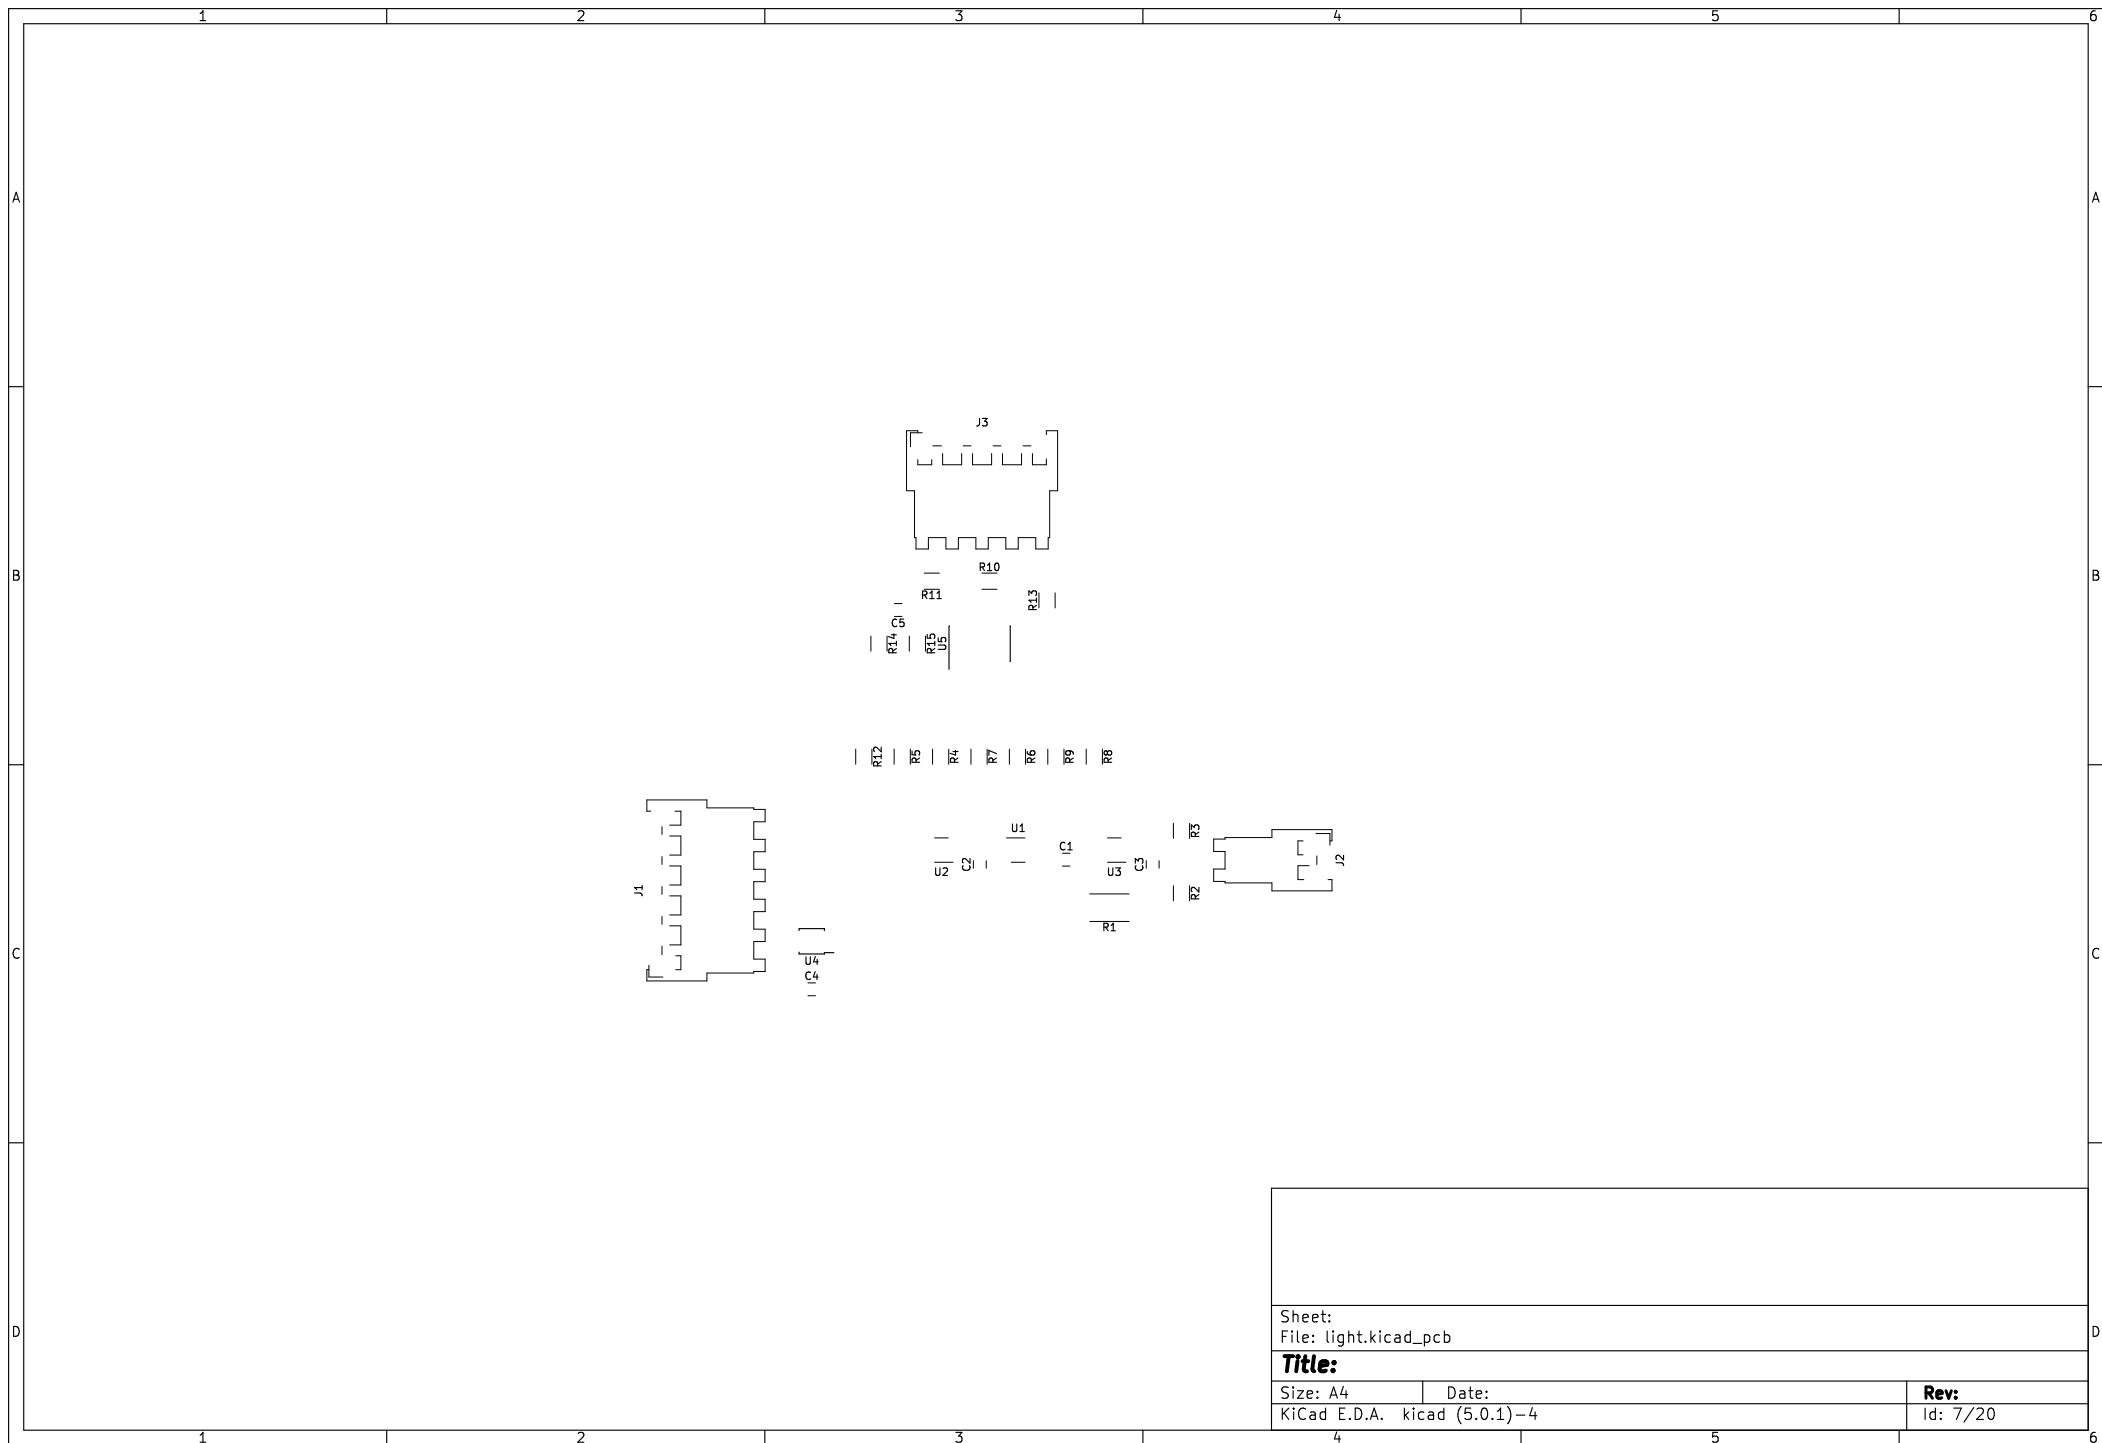 1 2 3 4 5 6
A A
J3
R10
B B
R11
R13
C5
R14 R15 U5
R12 R5 R4 R7 R6 R9 R8
U1 R3
C1
C2 C3 J2
U2 U3
J1 R2
R1
C C
U4
C4
Sheet:
File: light.kicad_pcb
D D
Title:
Size: A4 Date: Rev:
KiCad E.D.A. kicad (5.0.1)-4 Id: 7/20
1 2 3 4 5 6